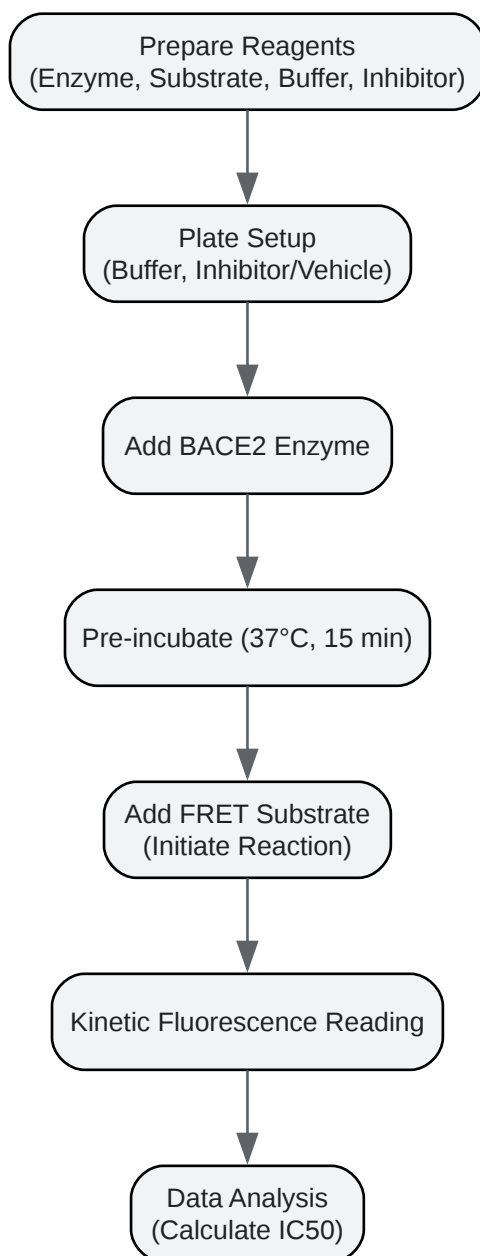 Prepare Reagents
(Enzyme, Substrate, Buffer, Inhibitor)
Plate Setup
(Buffer, Inhibitor/Vehicle)
Add BACE2 Enzyme
Pre-incubate (37°C, 15 min)
Add FRET Substrate
(Initiate Reaction)
Kinetic Fluorescence Reading
Data Analysis
(Calculate IC50)